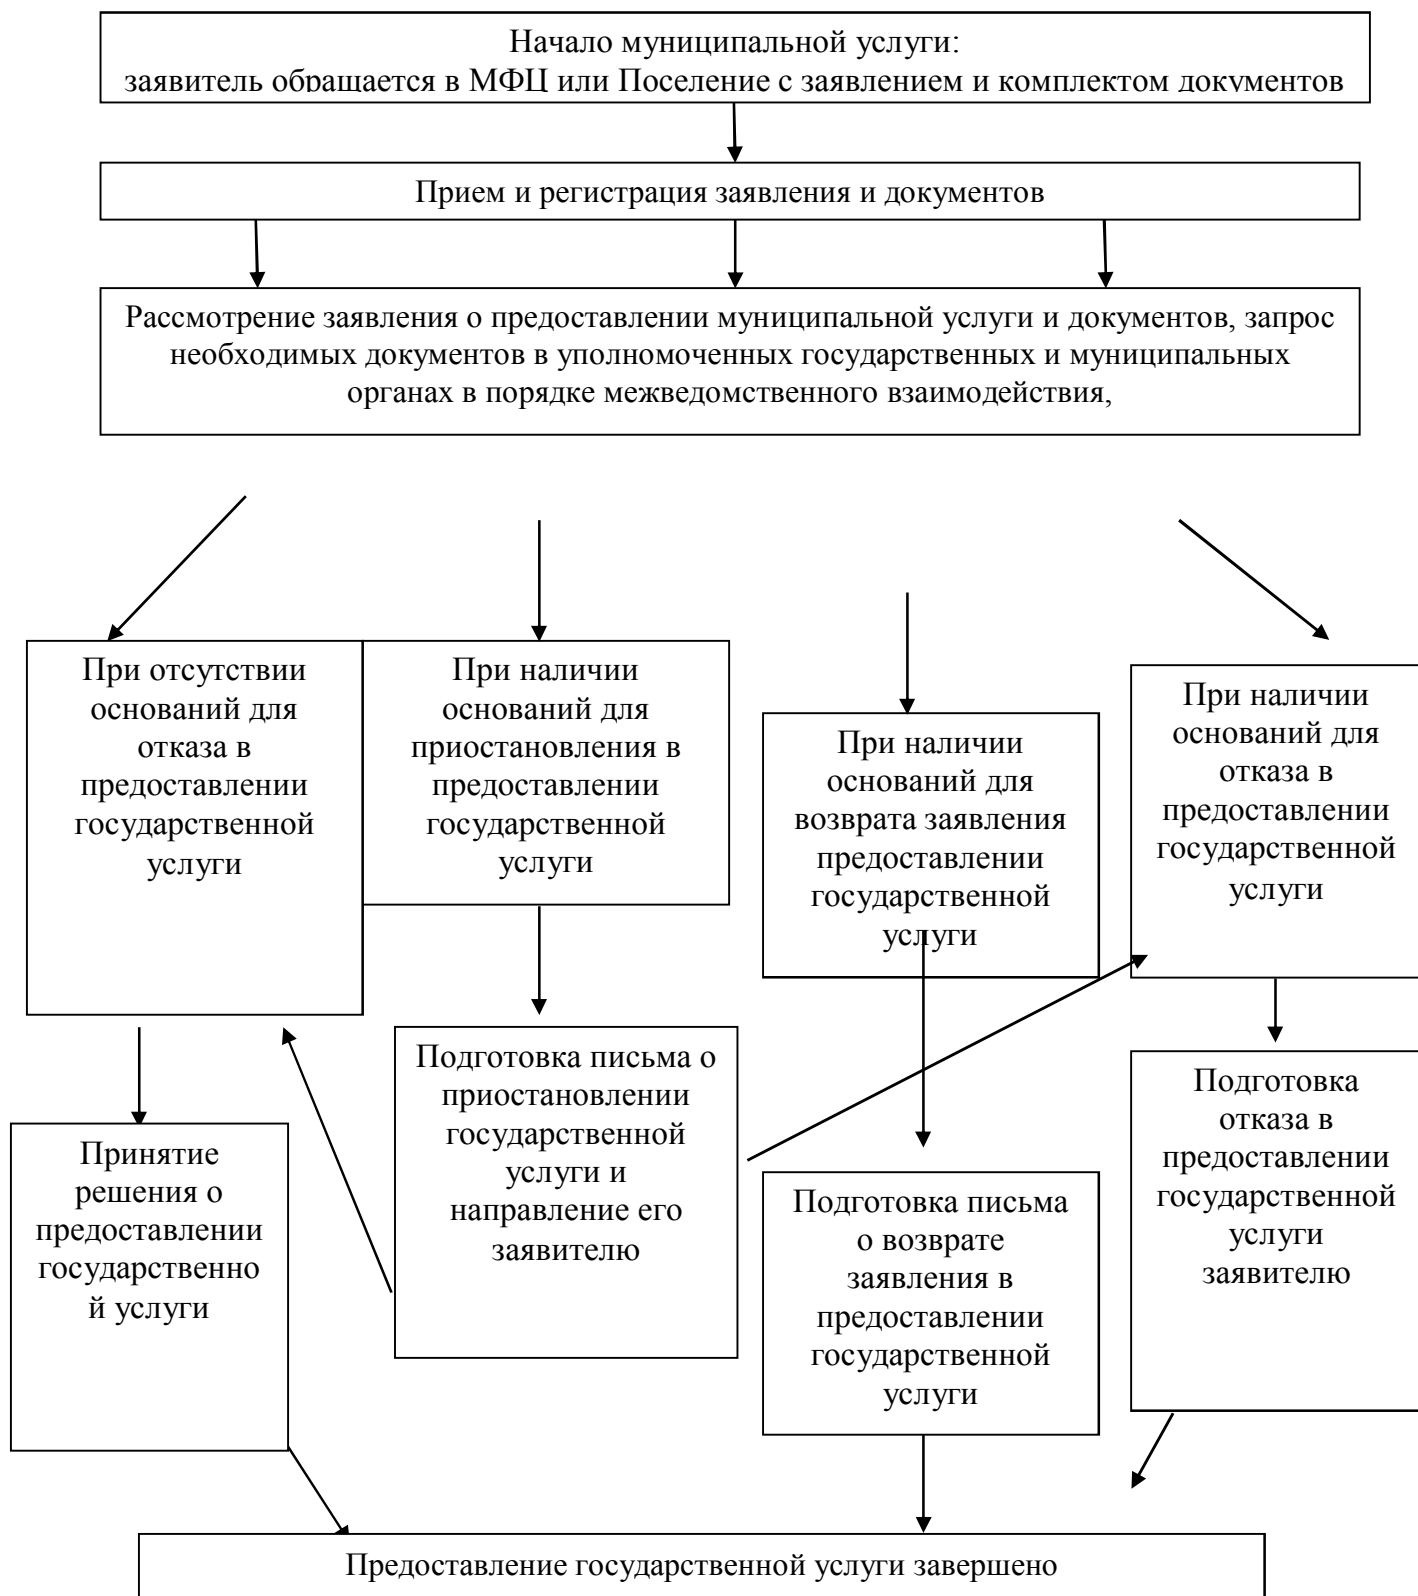 Начало муниципальной услуги:
заявитель обращается в МФЦ или Поселение с заявлением и комплектом документов
Прием и регистрация заявления и документов
Рассмотрение заявления о предоставлении муниципальной услуги и документов, запрос
необходимых документов в уполномоченных государственных и муниципальных
органах в порядке межведомственного взаимодействия,
При отсутствии
оснований для
отказа в
предоставлении
государственной
услуги
При наличии
оснований для
приостановления в
предоставлении
государственной
услуги
При наличии
оснований для
возврата заявления
предоставлении
государственной
услуги
При наличии
оснований для
отказа в
предоставлении
государственной
услуги
Принятие
решения о
предоставлении
государственно
й услуги
Подготовка письма о
приостановлении
государственной
услуги и
направление его
заявителю
Подготовка письма
о возврате
заявления в
предоставлении
государственной
услуги
Подготовка
отказа в
предоставлении
государственной
услуги
заявителю
Предоставление государственной услуги завершено